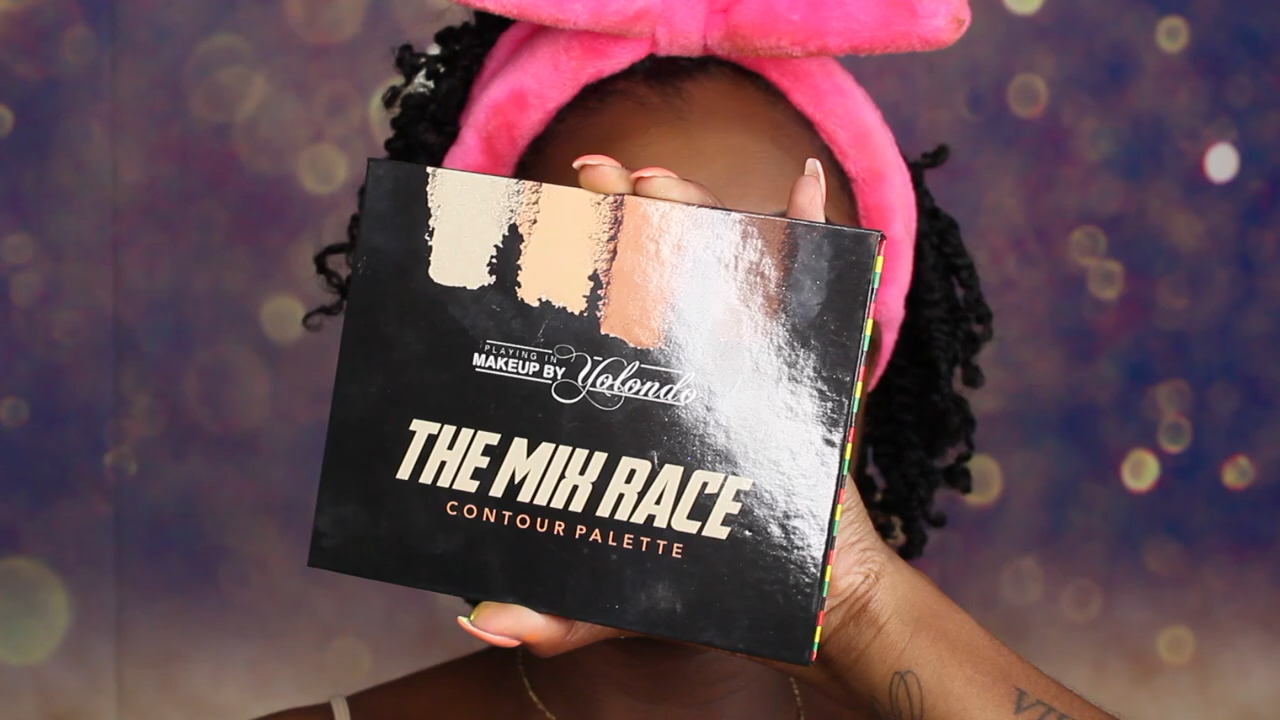 PLAYING IN
MAKEUP BY Yolondo
THE MIX RACE
CONTOUR PALETTE